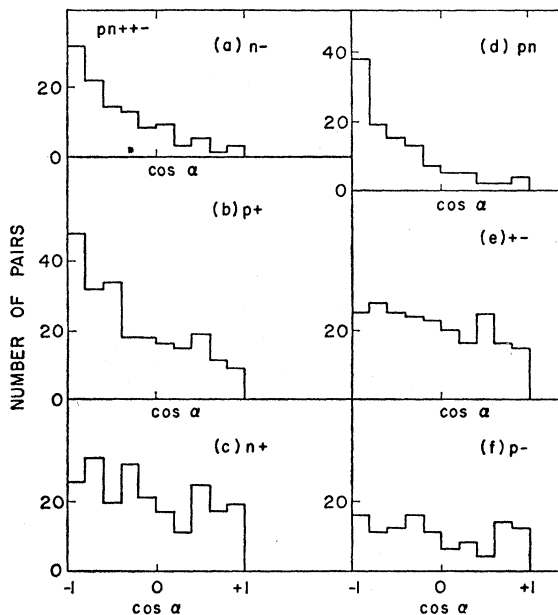 pn++-
(a) n-
20
0
cos α
(d) pn
40
20
0
cos α
NUMBER OF PAIRS
(b) p+
40
20
0
cos α
(e) +-
20
0
cos α
(c) n+
20
0
-1 0 +1
cos α
(f) p-
20
0
-1 0 +1
cos α